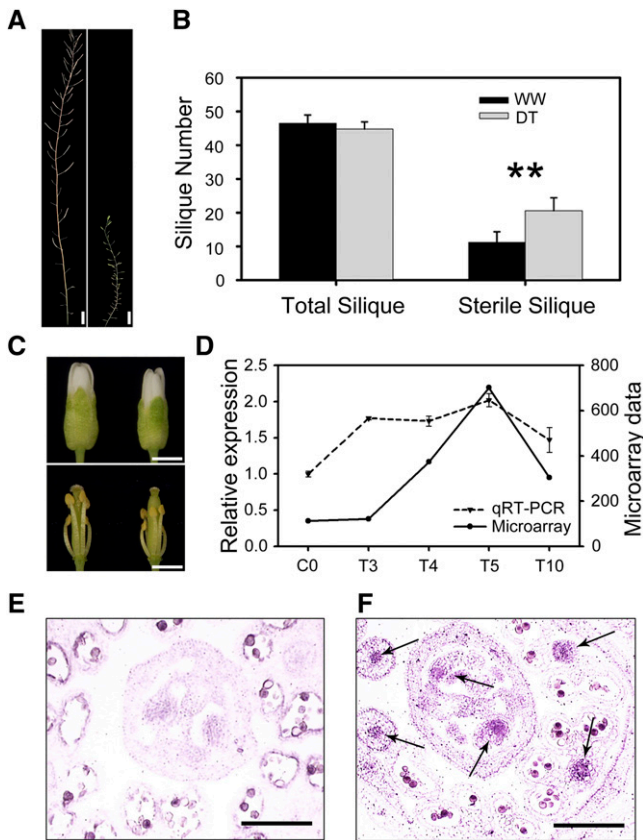 A
B
60
50
40
30
20
10
0
Silique Number
WW
DT
**
Total Silique
Sterile Silique
C
D
2.5
2.0
1.5
1.0
0.5
0.0
Relative expression
800
600
400
200
0
Microarray data
qRT-PCR
Microarray
C0 T3 T4 T5 T10
E
F